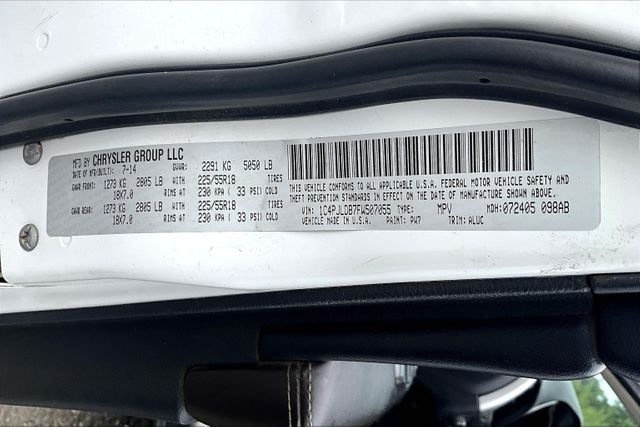 MFD BY CHRYSLER GROUP LLC
DATE OF MFR(BUILT): 7-14 GVWR: 2291 KG 5050 LB
GAWR FRONT: 1273 KG 2805 LB WITH 225/55R18 TIRES
18X7.0 RIMS AT 230 KPA ( 33 PSI) COLD
GAWR REAR: 1273 KG 2805 LB WITH 225/55R18 TIRES
18X7.0 RIMS AT 230 KPA ( 33 PSI) COLD
THIS VEHICLE CONFORMS TO ALL APPLICABLE U.S.A. FEDERAL MOTOR VEHICLE SAFETY AND
THEFT PREVENTION STANDARDS IN EFFECT ON THE DATE OF MANUFACTURE SHOWN ABOVE.
VIN: 1C4PJLDB7FW507055 TYPE: MPV MDH: 072405 098AB
VEHICLE MADE IN U.S.A. PAINT: PW7 TRIM: ALUC